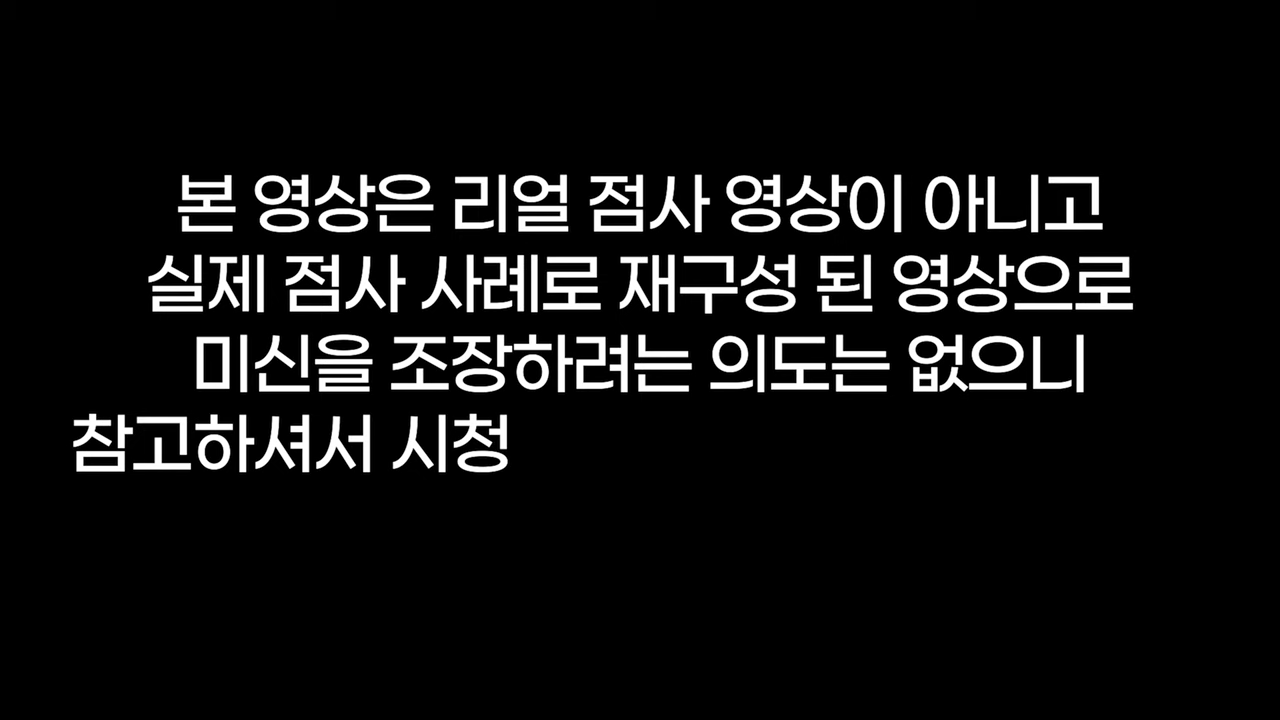 본 영상은 리얼 점사 영상이 아니고
실제 점사 사례로 재구성 된 영상으로
미신을 조장하려는 의도는 없으니
참고하셔서 시청